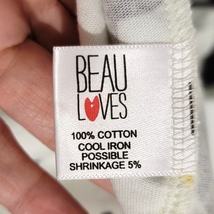 BEAU
LOVES
100% COTTON
COOL IRON
POSSIBLE
SHRINKAGE 5%